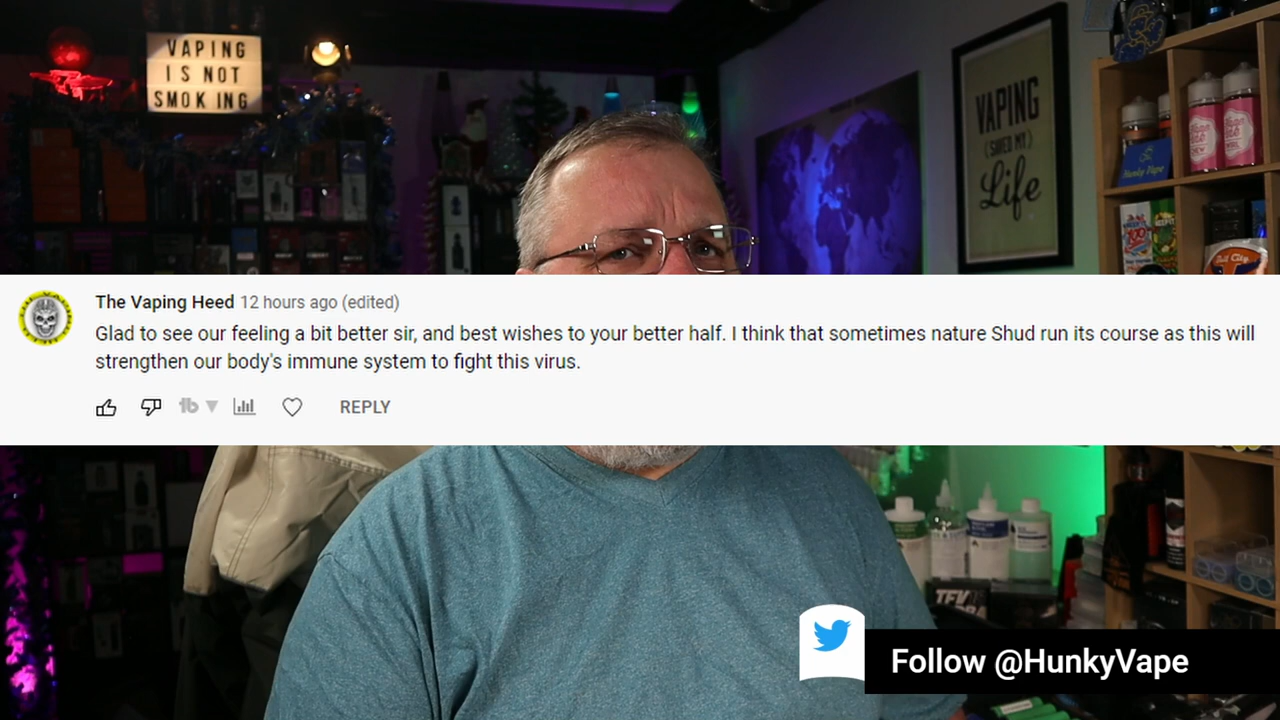 VAPING
IS NOT
SMOKING
VAPING
(SAVED MY)
Life
Hunky Vape
The Vaping Heed 12 hours ago (edited)
Glad to see our feeling a bit better sir, and best wishes to your better half. I think that sometimes nature Shud run its course as this will
strengthen our body's immune system to fight this virus.
REPLY
Follow @HunkyVape